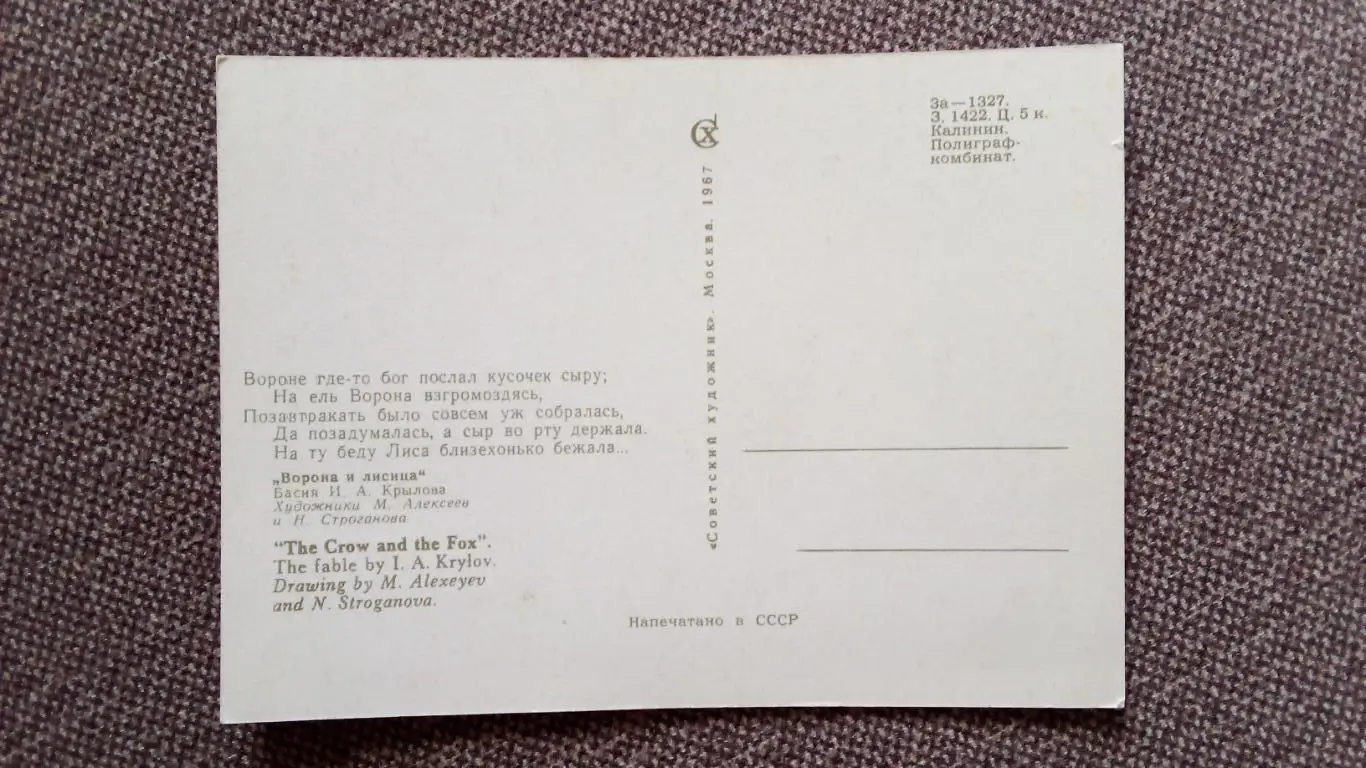 Вороне где-то бог послал кусочек сыру;
На ель Ворона взгромоздясь,
Позавтракать было совсем уж собралась,
Да позадумалась, а сыр во рту держала.
На ту беду Лиса близехонько бежала...
„Ворона и лисица“
Басня И. А. Крылова
Художники М. Алексеев
и Н. Строганова
"The Crow and the Fox".
The fable by I. A. Krylov.
Drawing by M. Alexeyev
and N. Stroganova.
СХ
«Советский художник». Москва. 1967
За—1327.
З. 1422. Ц. 5 к.
Калинин.
Полиграф-
комбинат.
Напечатано в СССР